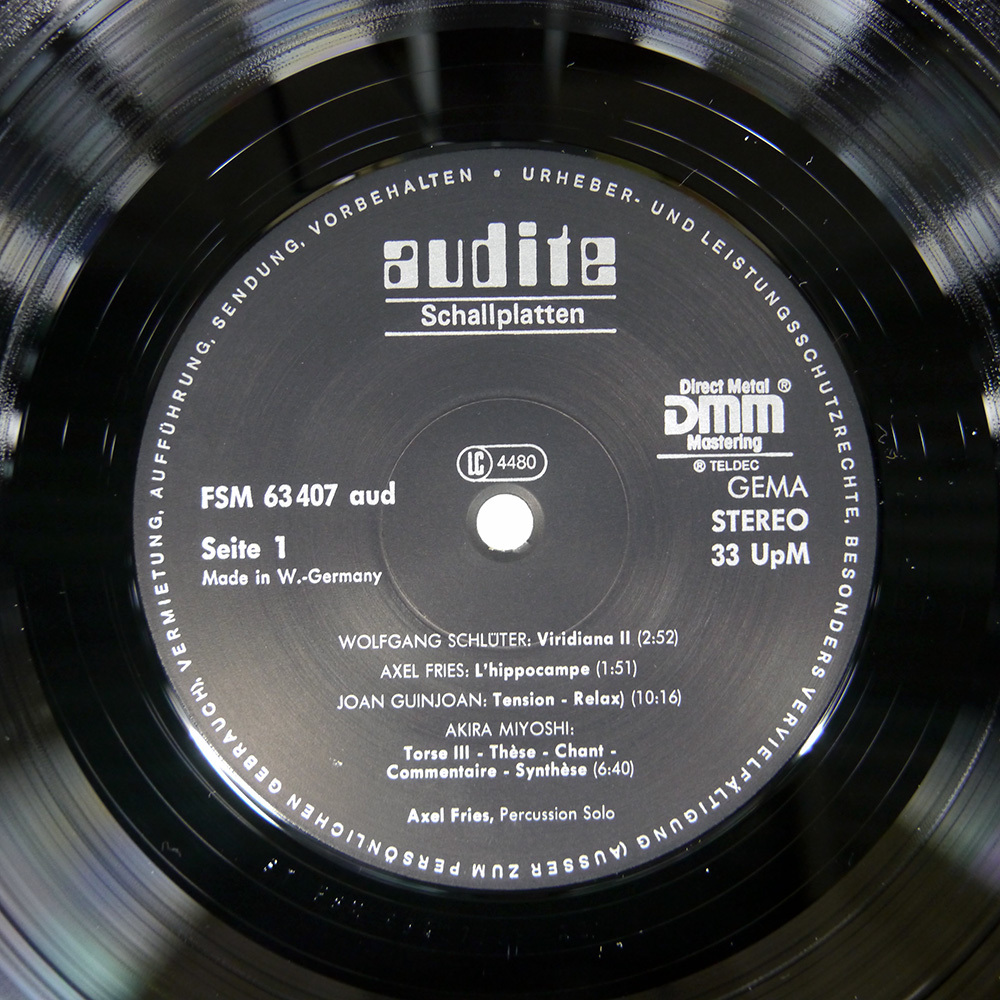 URHEBER- UND LEISTUNGSSCHUTZRECHTE, BESONDERS VERVIELFÄLTIGUNG (AUSSER ZUM PERSÖNLICHEN GEBRAUCH), VERMIETUNG, AUFFÜHRUNG, SENDUNG, VORBEHALTEN •
audite
Schallplatten
Direct Metal ®
DMM
Mastering
® TELDEC
LC 4480
GEMA
FSM 63 407 aud
STEREO
Seite 1
33 UpM
Made in W.-Germany
WOLFGANG SCHLÜTER: Viridiana II (2:52)
AXEL FRIES: L'hippocampe (1:51)
JOAN GUINJOAN: Tension - Relax) (10:16)
AKIRA MIYOSHI:
Torse III - Thèse - Chant -
Commentaire - Synthèse (6:40)
Axel Fries, Percussion Solo